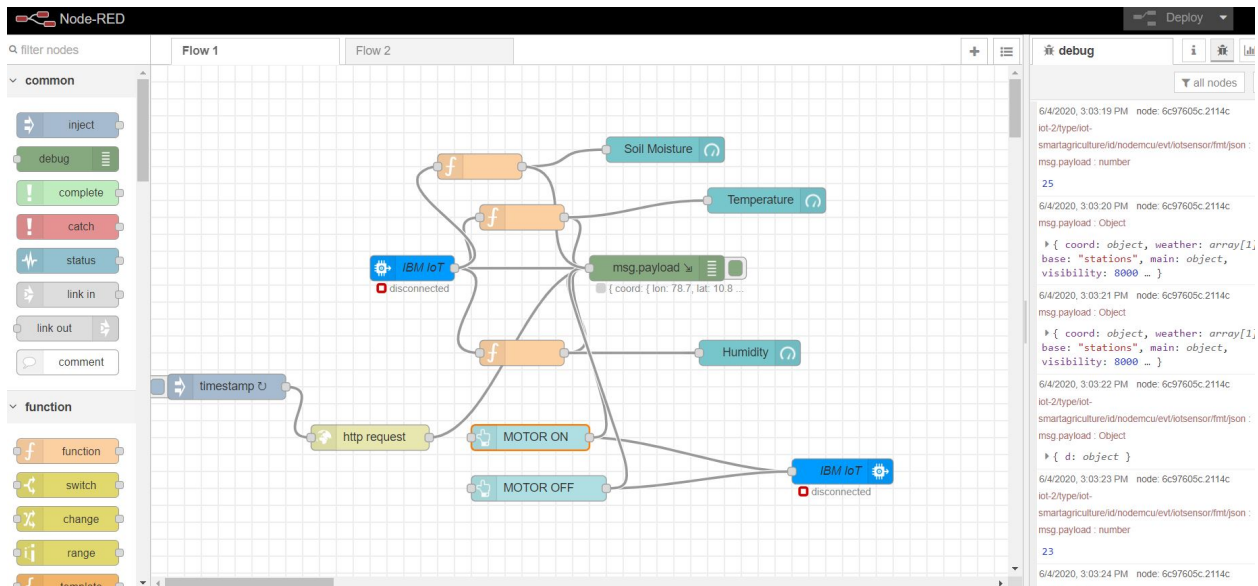 Node-RED
Deploy
filter nodes
Flow 1
Flow 2
debug
i
all nodes
common
inject
debug
complete
catch
status
link in
link out
comment
function
function
switch
change
range
template
Soil Moisture
Temperature
IBM IoT
disconnected
msg.payload
{ coord: { lon: 78.7, lat: 10.8 ...
Humidity
timestamp ↻
http request
MOTOR ON
MOTOR OFF
IBM IoT
disconnected
6/4/2020, 3:03:19 PM node: 6c97605c.2114c
iot-2/type/iot-
smartagriculture/id/nodemcu/evt/iotsensor/fmt/json :
msg.payload : number
25
6/4/2020, 3:03:20 PM node: 6c97605c.2114c
msg.payload : Object
{ coord: object, weather: array[1]
base: "stations", main: object,
visibility: 8000 … }
6/4/2020, 3:03:21 PM node: 6c97605c.2114c
msg.payload : Object
{ coord: object, weather: array[1]
base: "stations", main: object,
visibility: 8000 … }
6/4/2020, 3:03:22 PM node: 6c97605c.2114c
iot-2/type/iot-
smartagriculture/id/nodemcu/evt/iotsensor/fmt/json :
msg.payload : Object
{ d: object }
6/4/2020, 3:03:23 PM node: 6c97605c.2114c
iot-2/type/iot-
smartagriculture/id/nodemcu/evt/iotsensor/fmt/json :
msg.payload : number
23
6/4/2020, 3:03:24 PM node: 6c97605c.2114c